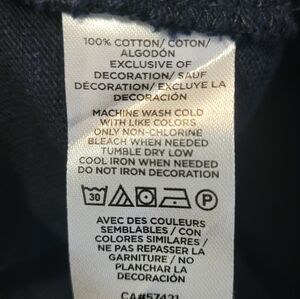 100% COTTON/ COTON/
ALGODÓN
EXCLUSIVE OF
DECORATION/ SAUF
DÉCORATION/ EXCLUYE LA
DECORACIÓN
MACHINE WASH COLD
WITH LIKE COLORS
ONLY NON-CHLORINE
BLEACH WHEN NEEDED
TUMBLE DRY LOW
COOL IRON WHEN NEEDED
DO NOT IRON DECORATION
30 P
AVEC DES COULEURS
SEMBLABLES / CON
COLORES SIMILARES /
NE PAS REPASSER LA
GARNITURE / NO
PLANCHAR LA
DECORACIÓN
CA#57421